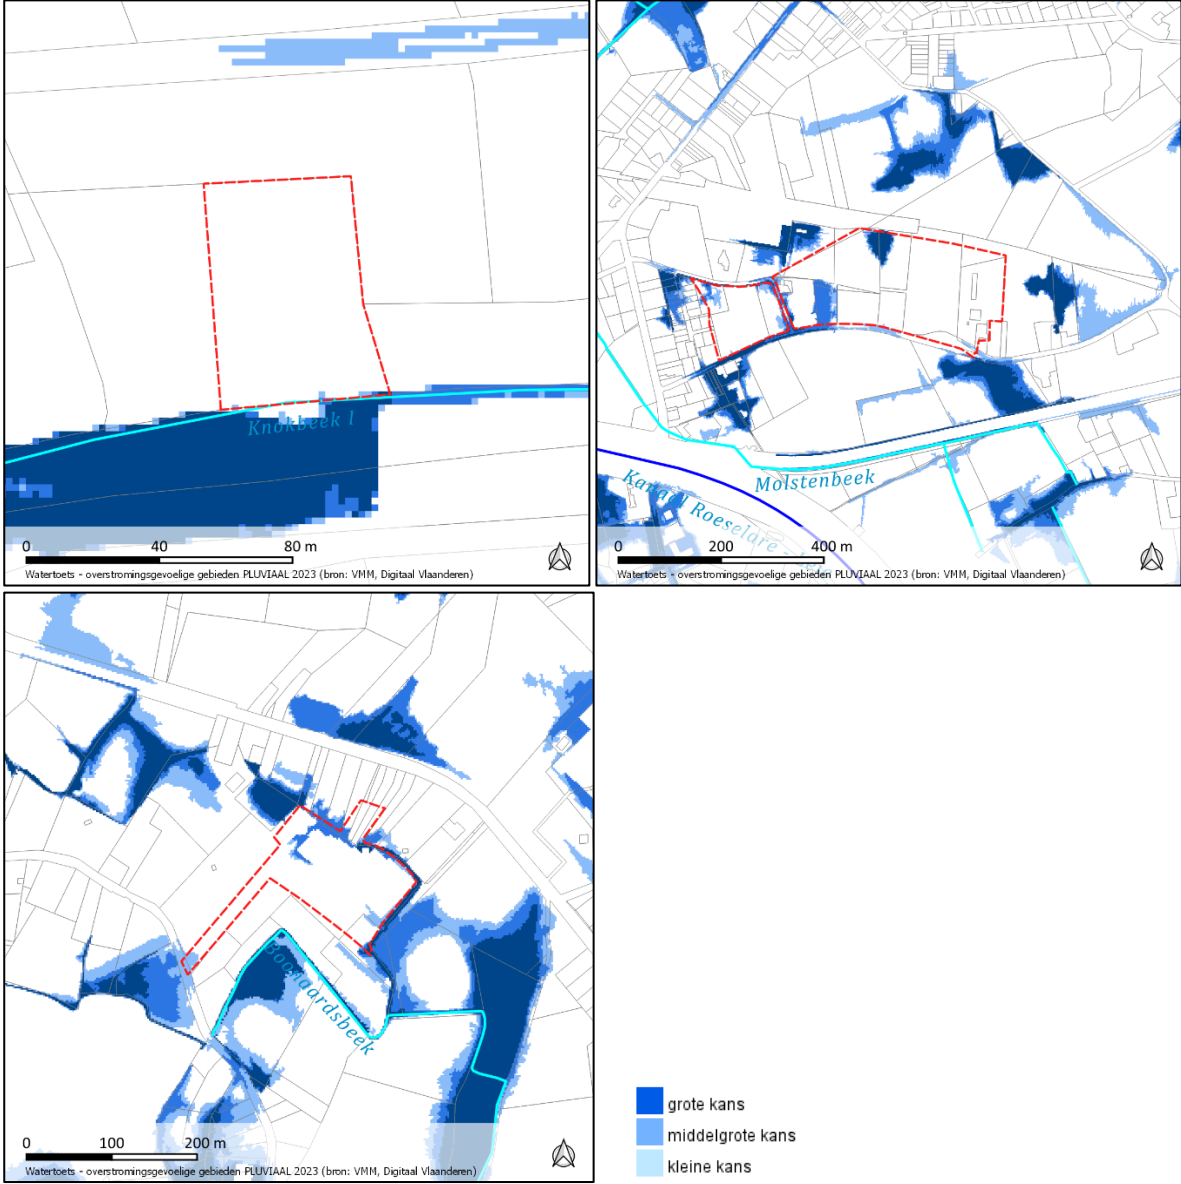 Knokbeek l
0 40 80 m
Watertoets - overstromingsgevoelige gebieden PLUVIAAL 2023 (bron: VMM, Digitaal Vlaanderen)
Molstenbeek
Kanaal Roeselare -
0 200 400 m
Watertoets - overstromingsgevoelige gebieden PLUVIAAL 2023 (bron: VMM, Digitaal Vlaanderen)
0 100 200 m
Watertoets - overstromingsgevoelige gebieden PLUVIAAL 2023 (bron: VMM, Digitaal Vlaanderen)
grote kans
middelgrote kans
kleine kans